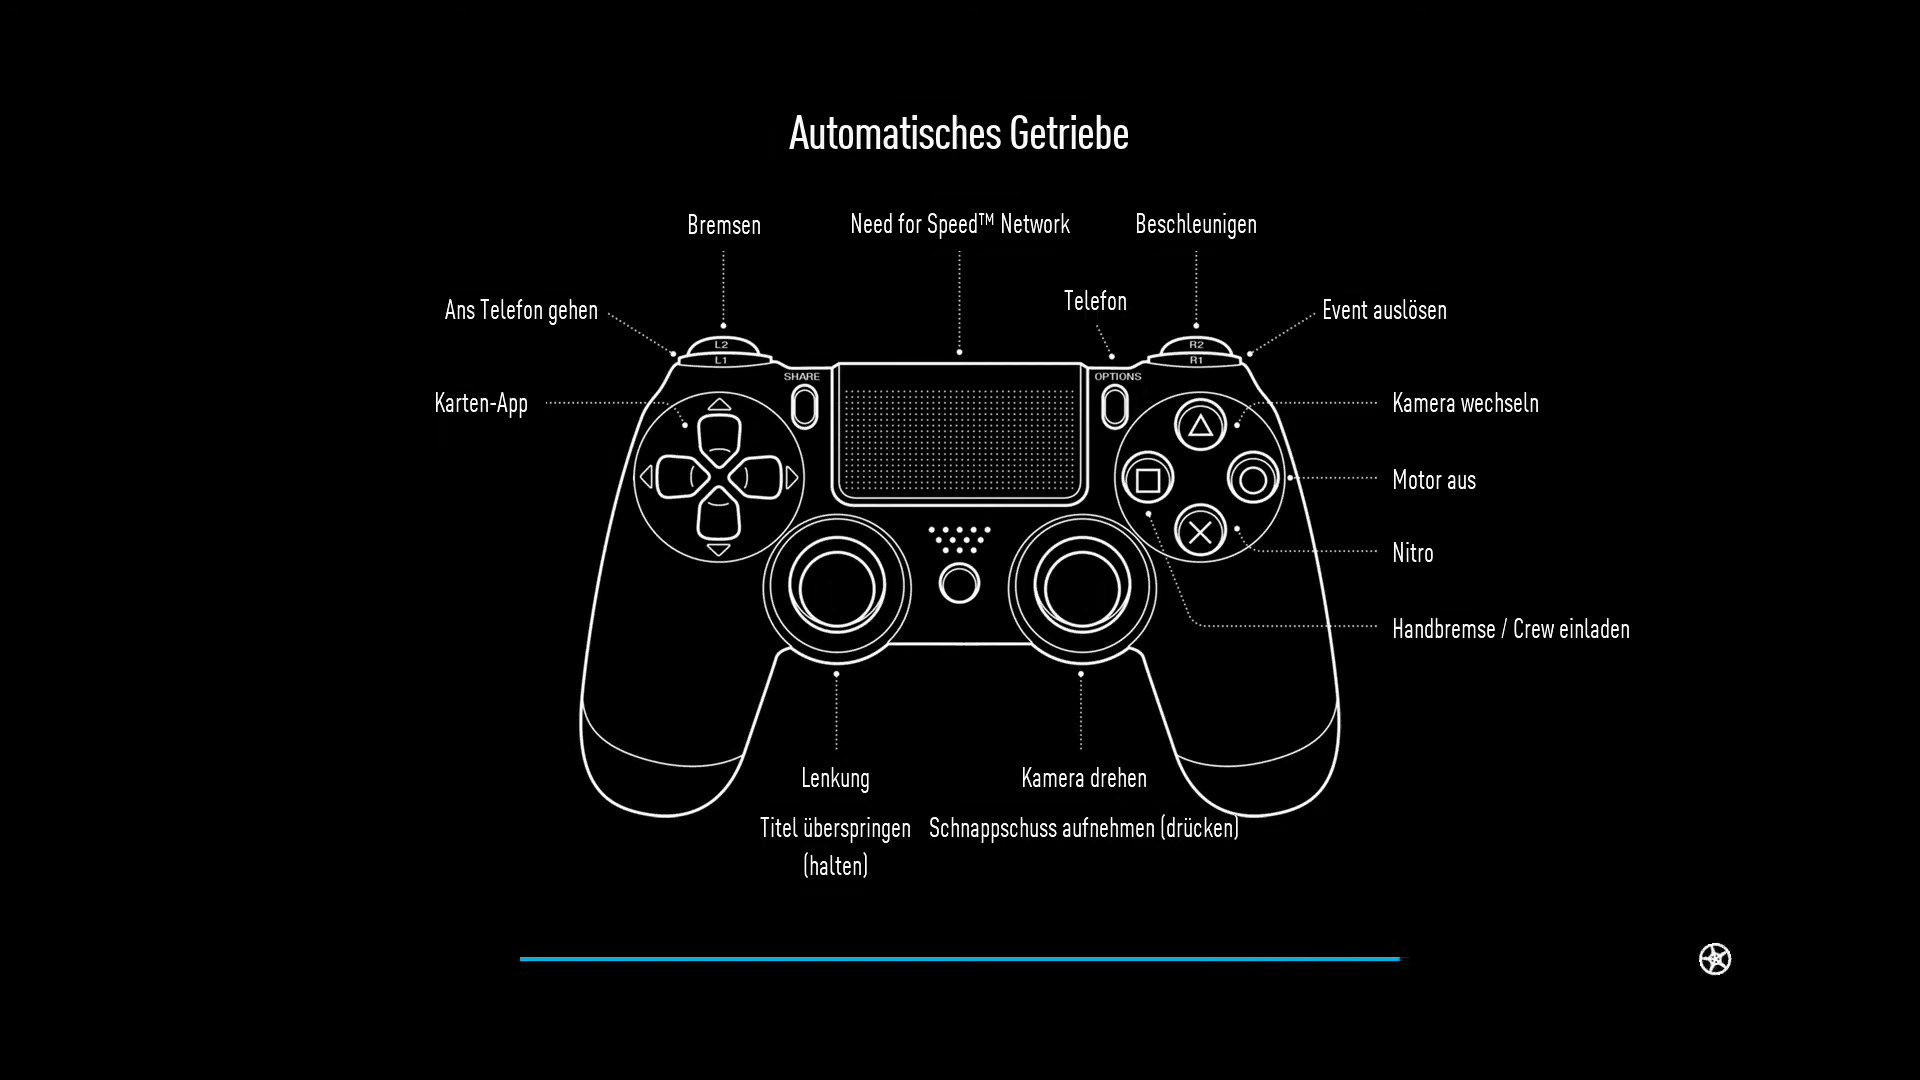 Automatisches Getriebe
Bremsen
Need for Speed™ Network
Beschleunigen
Ans Telefon gehen
Telefon
Event auslösen
L2
L1
R2
R1
SHARE
OPTIONS
Karten-App
Kamera wechseln
Motor aus
Nitro
Handbremse / Crew einladen
Lenkung
Titel überspringen
(halten)
Kamera drehen
Schnappschuss aufnehmen (drücken)